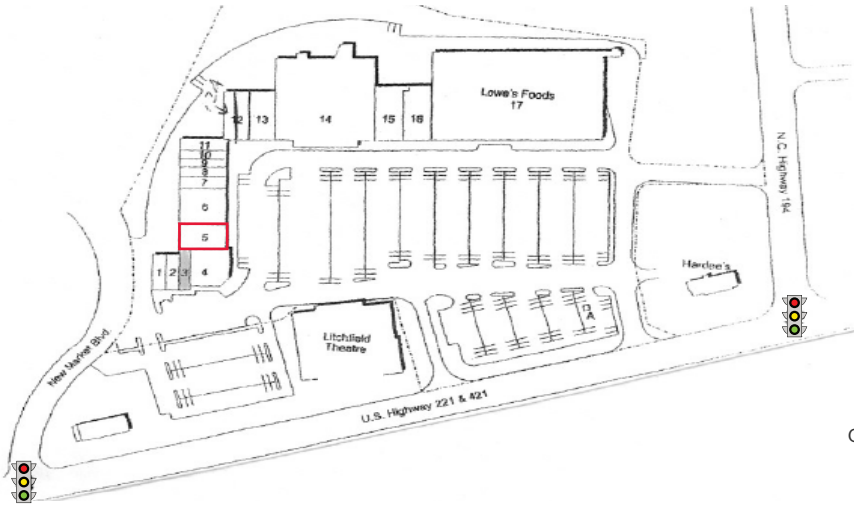 Lowe's Foods
17
12
13
14
15
16
11
10
9
8
7
6
5
1
2
3
4
N.C. Highway 194
Hardee's
A
Litchfield
Theatre
New Market Blvd.
U.S. Highway 221 & 421